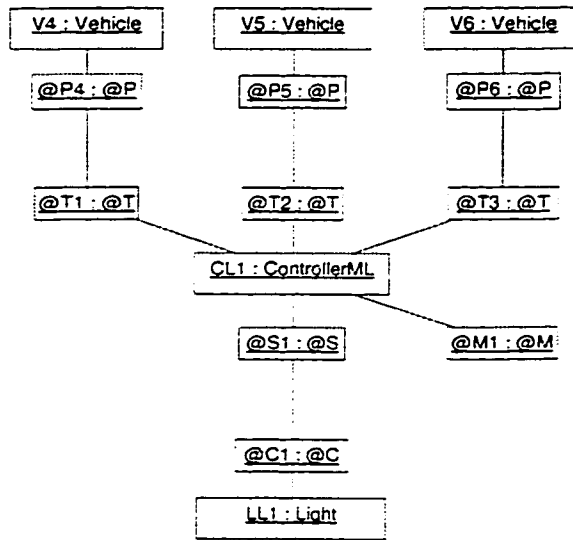 V4 : Vehicle
V5 : Vehicle
V6 : Vehicle
@P4 : @P
@P5 : @P
@P6 : @P
@T1 : @T
@T2 : @T
@T3 : @T
CL1 : ControllerML
@S1 : @S
@M1 : @M
@C1 : @C
LL1 : Light